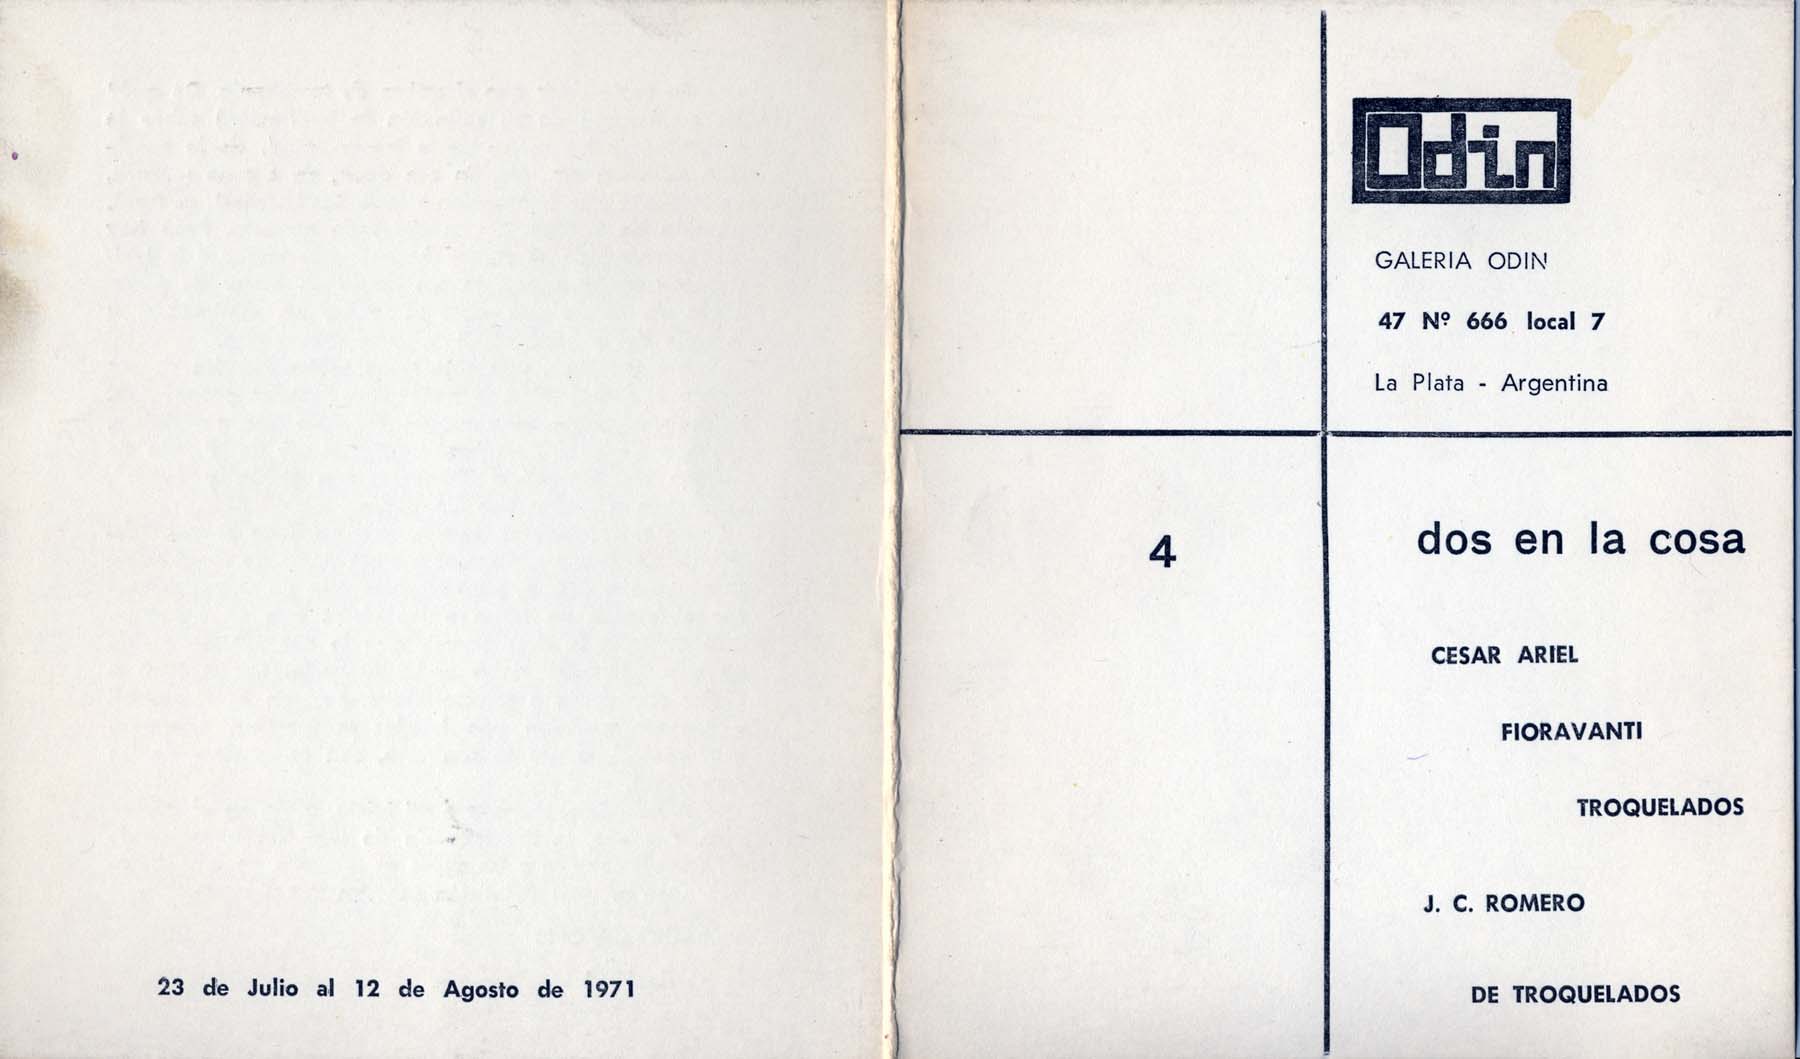 23 de Julio al 12 de Agosto de 1971
Odin
GALERIA ODIN
47 Nº 666 local 7
La Plata - Argentina
4
dos en la cosa
CESAR ARIEL
FIORAVANTI
TROQUELADOS
J. C. ROMERO
DE TROQUELADOS